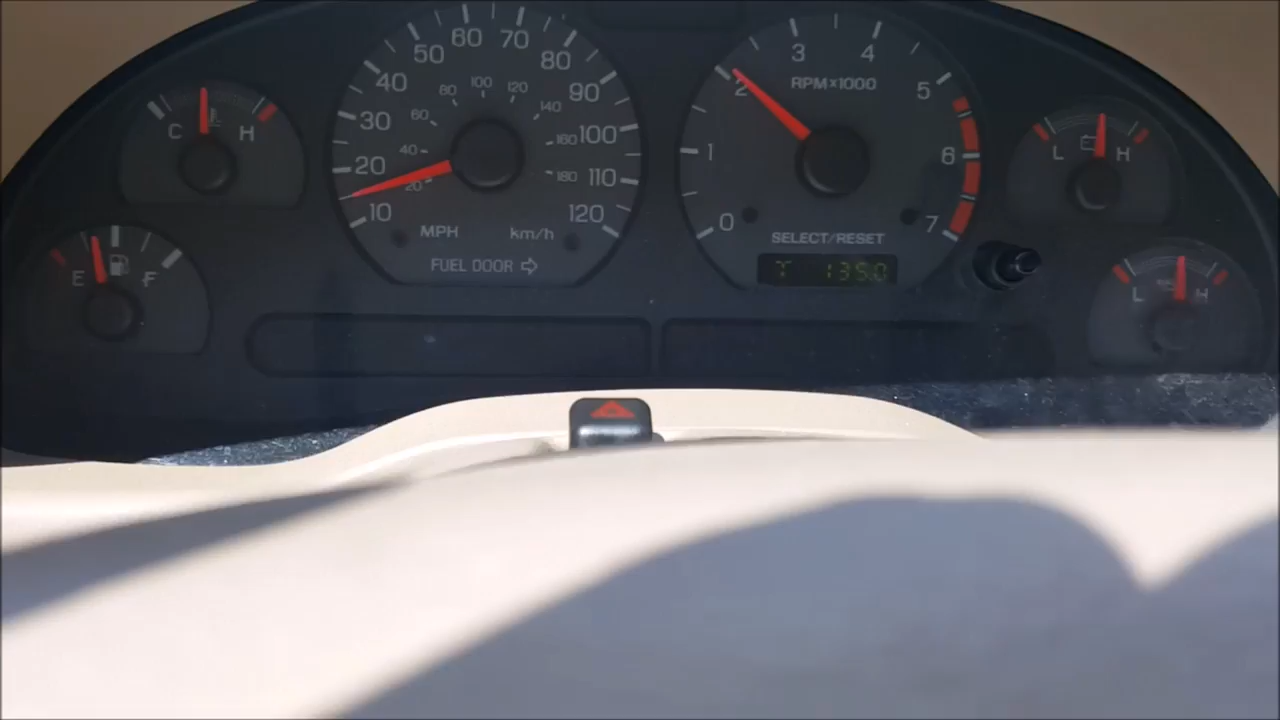 50 60 70 80
40 80 100 120 90
30 60 140 100
20 40 160 110
10 20 180 120
MPH km/h
FUEL DOOR
3 4
2 RPM×1000 5
1 6
0 7
SELECT/RESET
T 1350
C H
E F
L H
L H